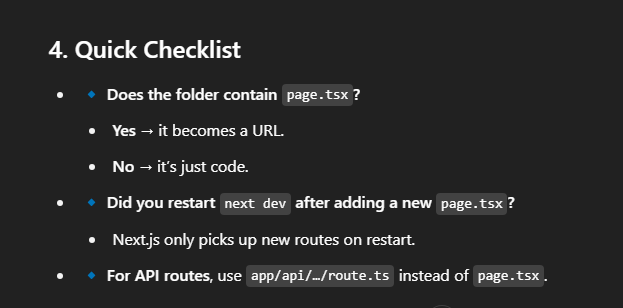 4. Quick Checklist
• 🔹 Does the folder contain page.tsx?
• Yes → it becomes a URL.
• No → it’s just code.
• 🔹 Did you restart next dev after adding a new page.tsx?
• Next.js only picks up new routes on restart.
• 🔹 For API routes, use app/api/…/route.ts instead of page.tsx.